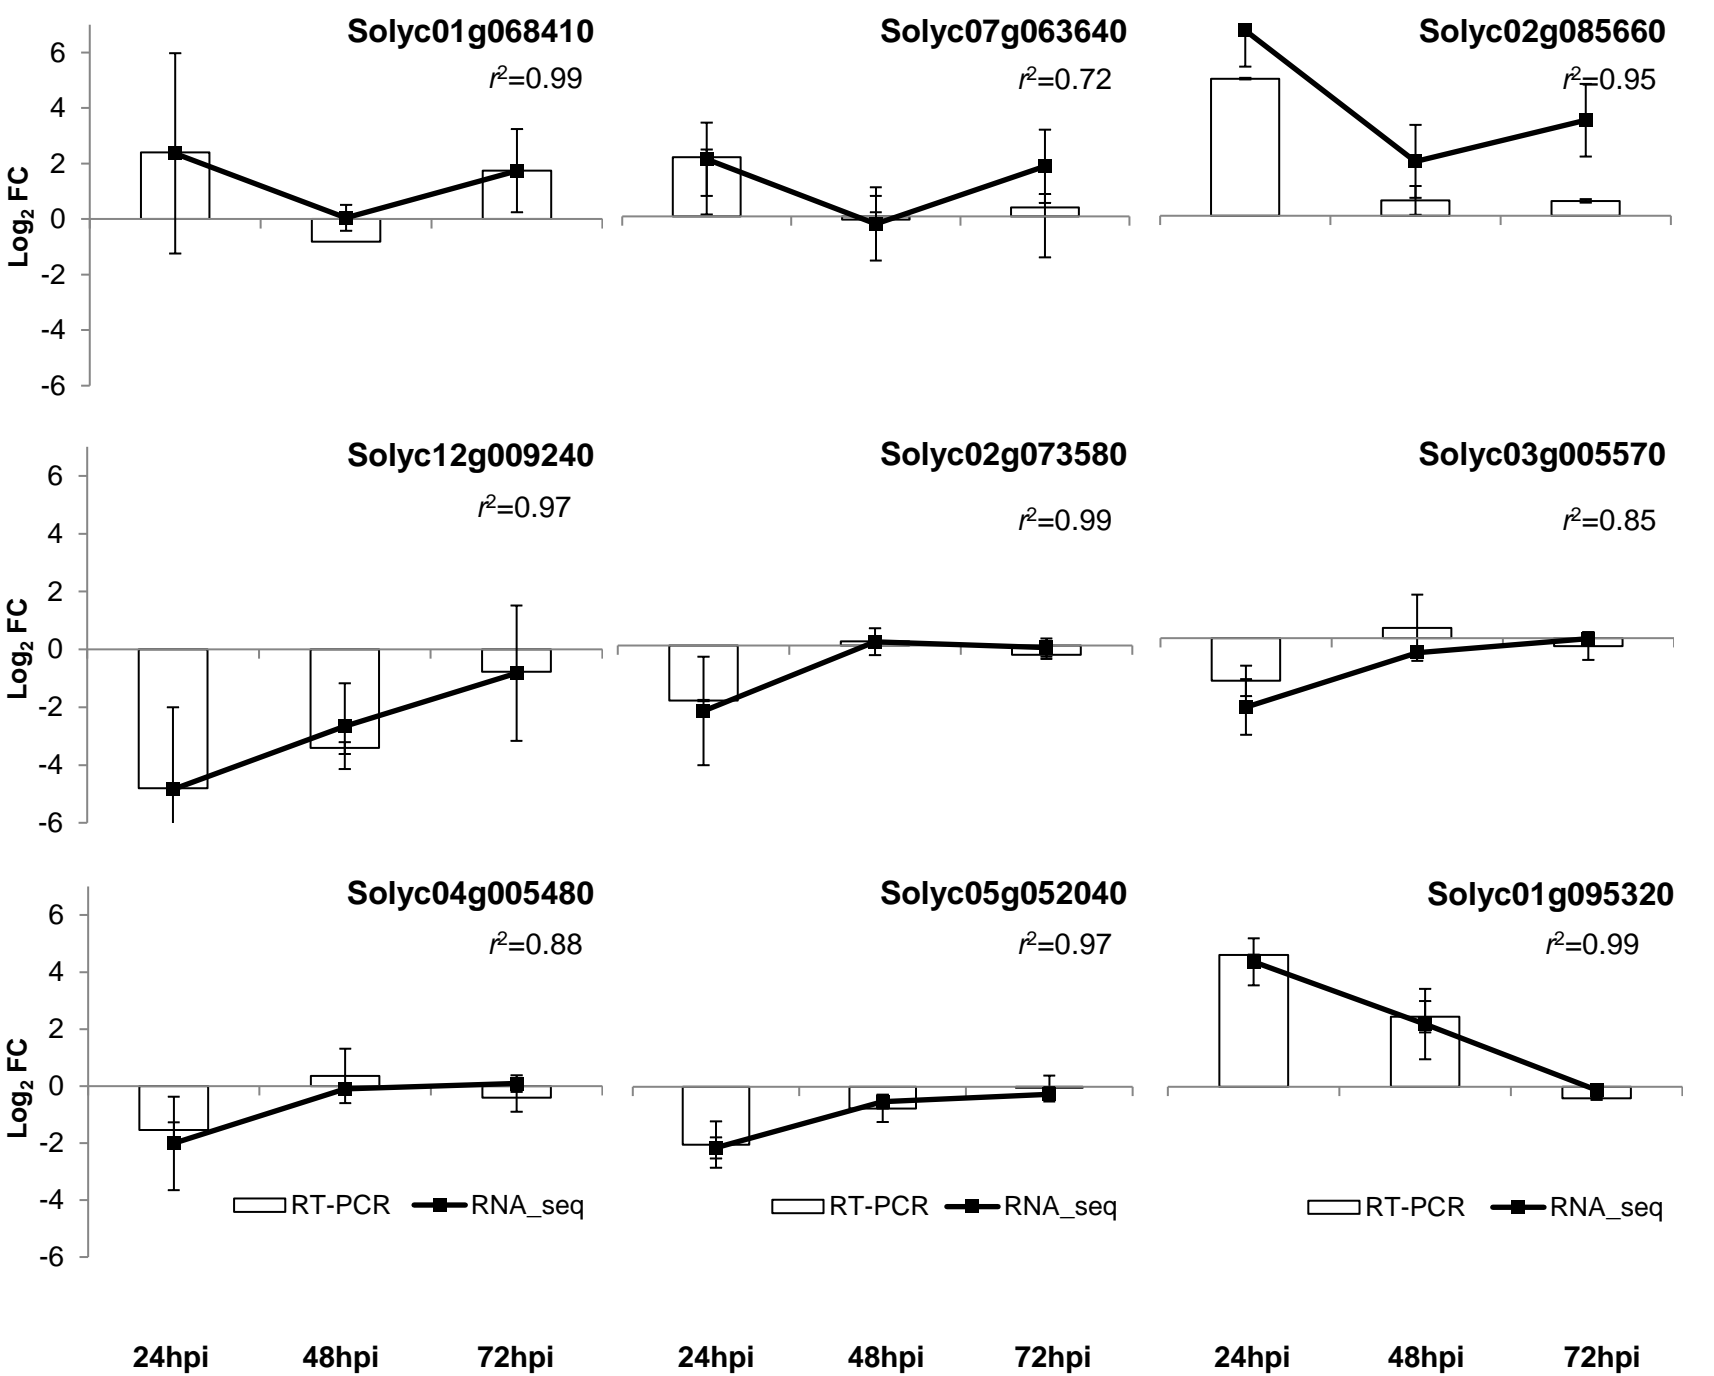 Solyc01g068410 Solyc07g063640 Solyc02g085660
r²=0.99 r²=0.72 r²=0.95
6
4
2
0
-2
-4
-6
Log₂ FC
Solyc12g009240 Solyc02g073580 Solyc03g005570
r²=0.97 r²=0.99 r²=0.85
6
4
2
0
-2
-4
-6
Log₂ FC
Solyc04g005480 Solyc05g052040 Solyc01g095320
r²=0.88 r²=0.97 r²=0.99
6
4
2
0
-2
-4
-6
Log₂ FC
RT-PCR RNA_seq RT-PCR RNA_seq RT-PCR RNA_seq
24hpi 48hpi 72hpi 24hpi 48hpi 72hpi 24hpi 48hpi 72hpi